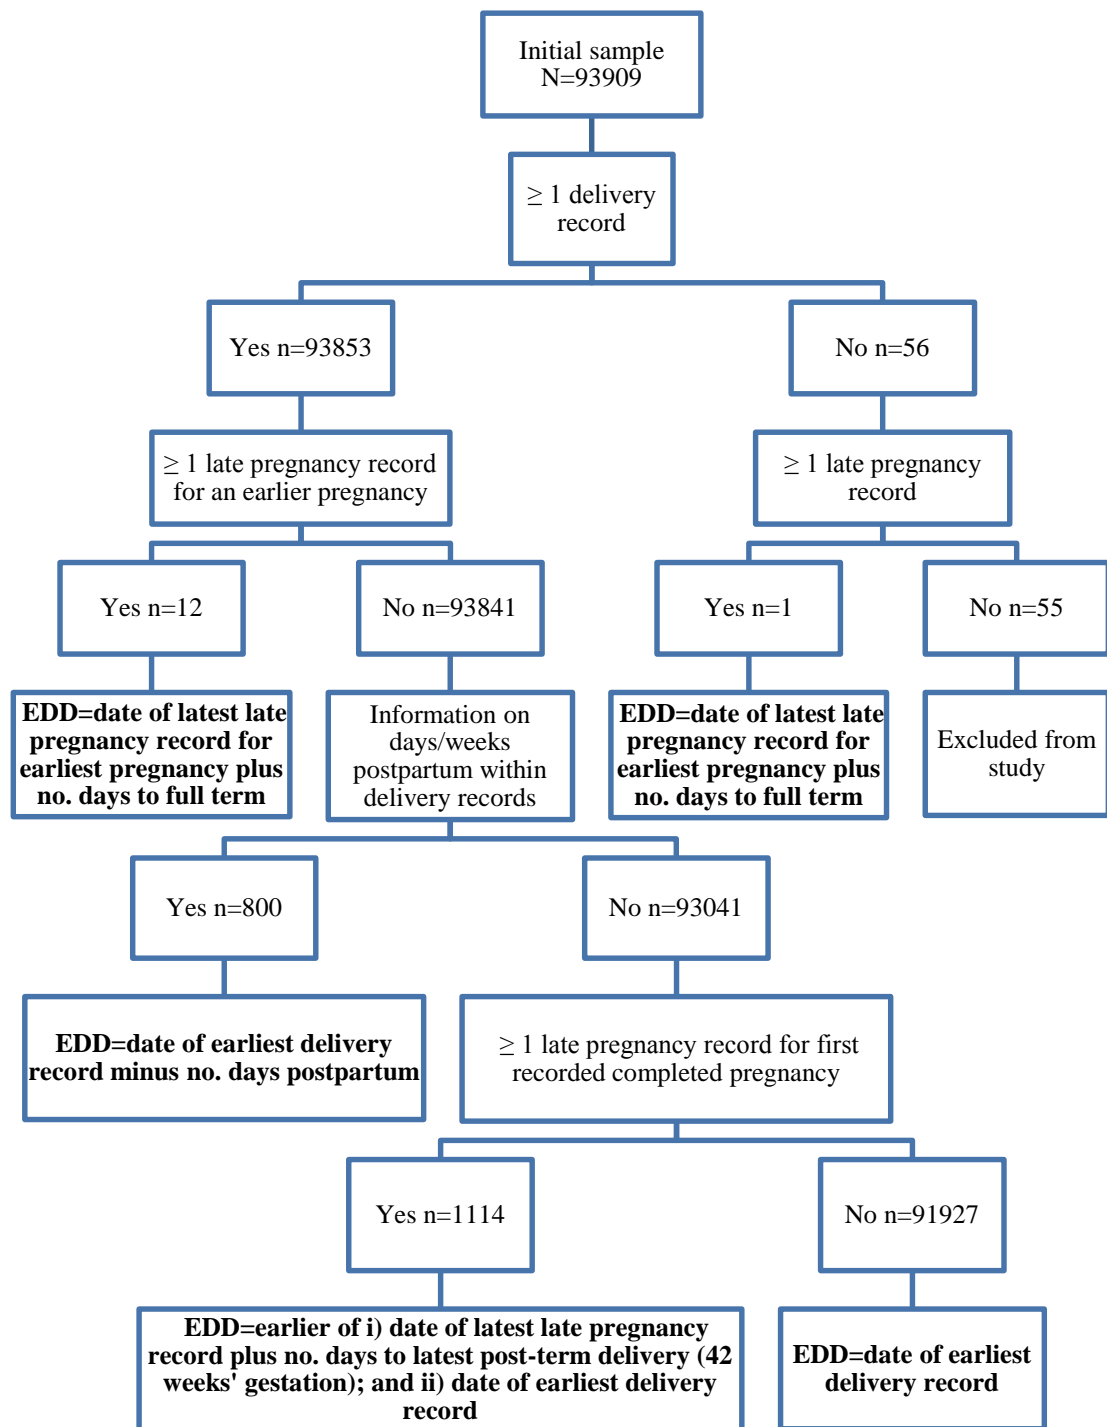 Initial sample
N=93909
≥ 1 delivery
record
Yes n=93853
No n=56
≥ 1 late pregnancy record
for an earlier pregnancy
≥ 1 late pregnancy
record
Yes n=12
No n=93841
Yes n=1
No n=55
EDD=date of latest late
pregnancy record for
earliest pregnancy plus
no. days to full term
Information on
days/weeks
postpartum within
delivery records
EDD=date of latest late
pregnancy record for
earliest pregnancy plus
no. days to full term
Excluded from
study
Yes n=800
No n=93041
EDD=date of earliest delivery
record minus no. days postpartum
≥ 1 late pregnancy record for first
recorded completed pregnancy
Yes n=1114
No n=91927
EDD=earlier of i) date of latest late pregnancy
record plus no. days to latest post-term delivery (42
weeks' gestation); and ii) date of earliest delivery
record
EDD=date of earliest
delivery record